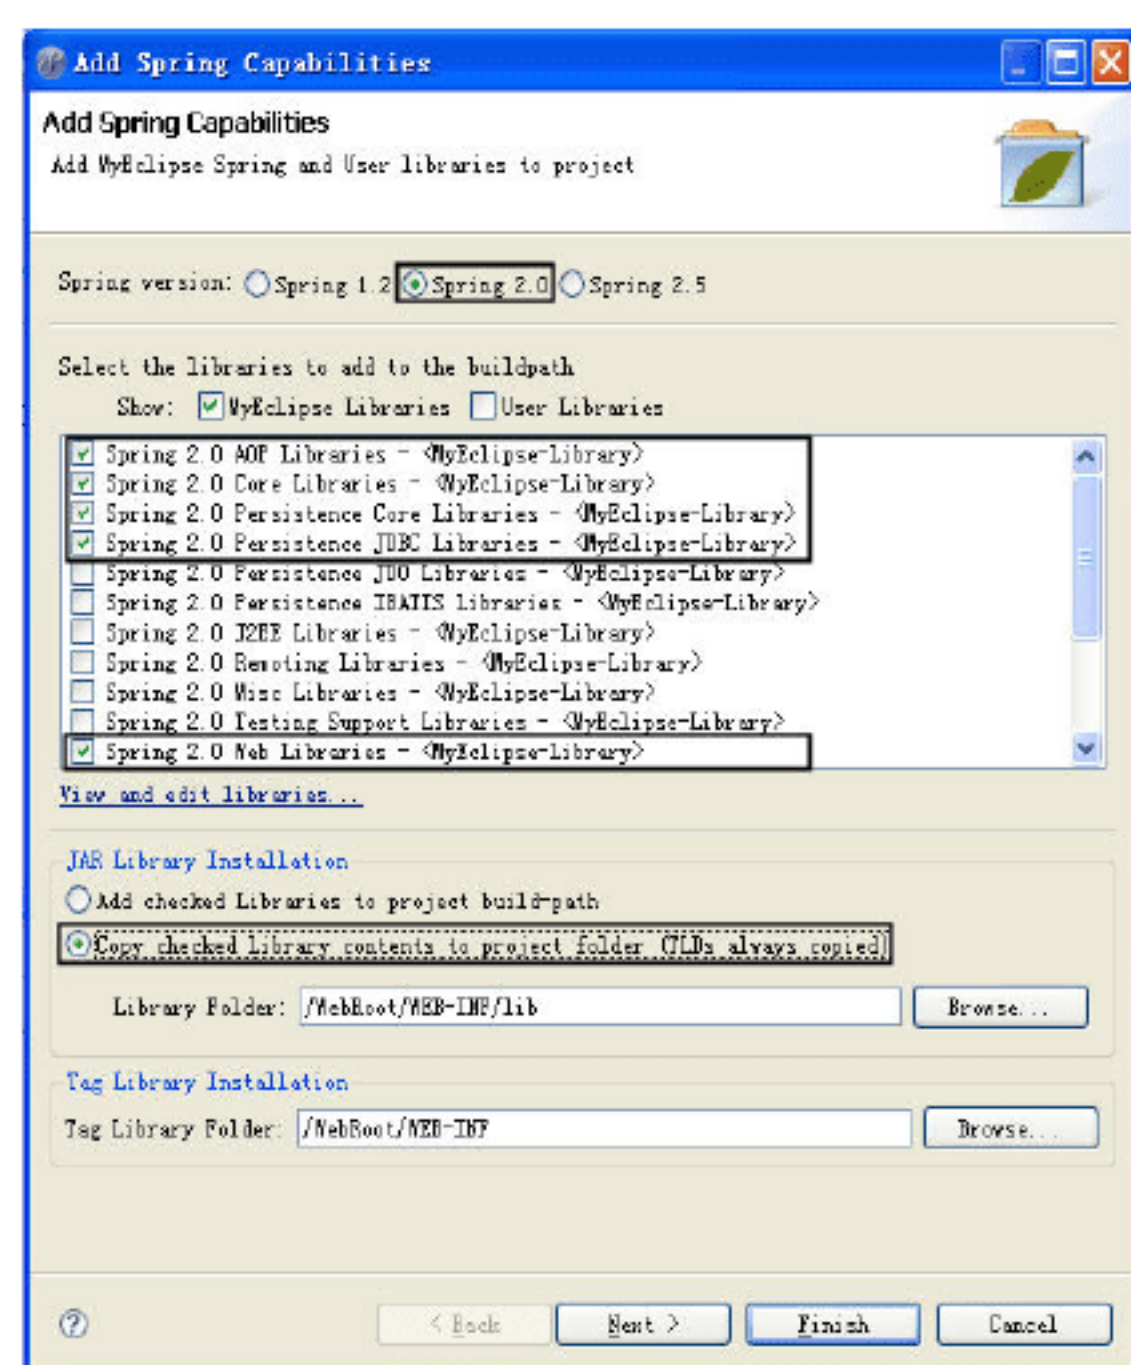 Add Spring Capabilities
Add Spring Capabilities
Add MyEclipse Spring and User libraries to project
Spring version: Spring 1.2 Spring 2.0 Spring 2.5
Select the libraries to add to the buildpath
Show: MyEclipse Libraries User Libraries
Spring 2.0 AOP Libraries - <MyEclipse-Library>
Spring 2.0 Core Libraries - <MyEclipse-Library>
Spring 2.0 Persistence Core Libraries - <MyEclipse-Library>
Spring 2.0 Persistence JDBC Libraries - <MyEclipse-Library>
Spring 2.0 Persistence JDO Libraries - <MyEclipse-Library>
Spring 2.0 Persistence IBATIS Libraries - <MyEclipse-Library>
Spring 2.0 J2EE Libraries - <MyEclipse-Library>
Spring 2.0 Remoting Libraries - <MyEclipse-Library>
Spring 2.0 Misc Libraries - <MyEclipse-Library>
Spring 2.0 Testing Support Libraries - <MyEclipse-Library>
Spring 2.0 Web Libraries - <MyEclipse-Library>
View and edit libraries...
JAR Library Installation
Add checked Libraries to project build-path
Copy checked Library contents to project folder (TLDs always copied)
Library Folder: /WebRoot/WEB-INF/lib Browse...
Tag Library Installation
Tag Library Folder: /WebRoot/WEB-INF Browse...
? < Back Next > Finish Cancel